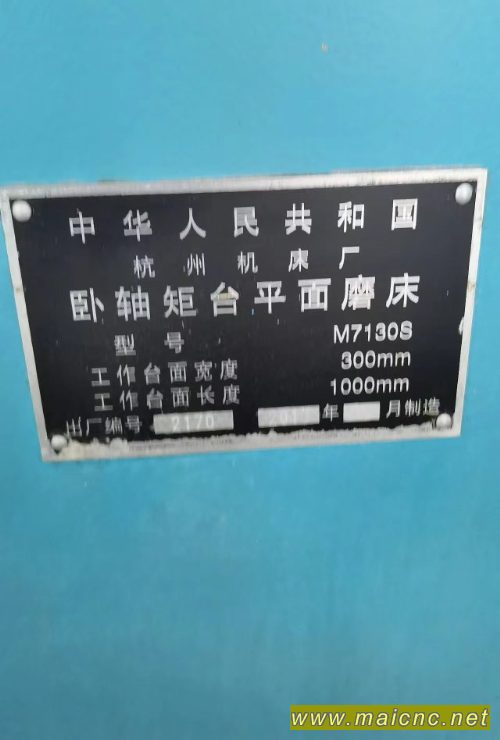 中华人民共和国
杭州机床厂
卧轴矩台平面磨床
型号 M7130S
工作台面宽度 300mm
工作台面长度 1000mm
出厂编号 2170 年 月制造
www.maicnc.net